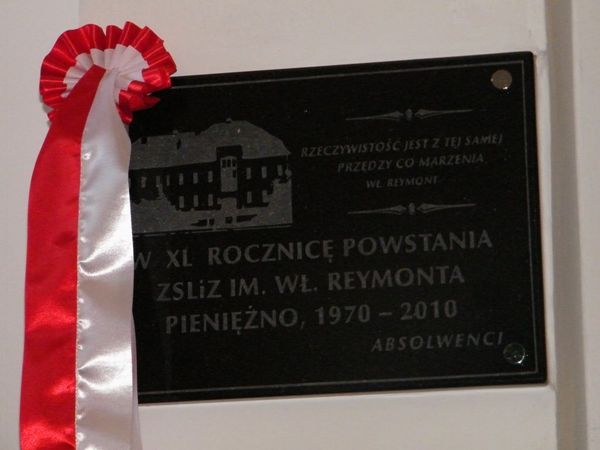 RZECZYWISTOŚĆ JEST Z TEJ SAMEJ
PRZĘDZY CO MARZENIA
WŁ. REYMONT
W XL ROCZNICĘ POWSTANIA
ZSLiZ IM. WŁ. REYMONTA
PIENIĘŻNO, 1970 – 2010
ABSOLWENCI